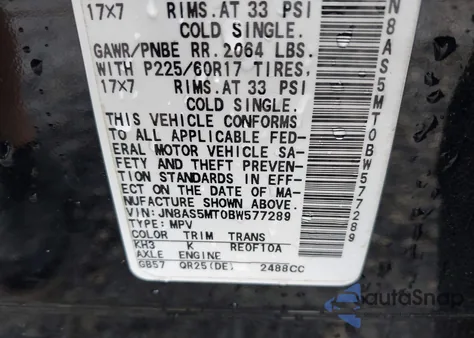 17x7 RIMS.AT 33 PSI
COLD SINGLE.
GAWR/PNBE RR. 2064 LBS.
WITH P225/60R17 TIRES,
17x7 RIMS.AT 33 PSI
COLD SINGLE.
THIS VEHICLE CONFORMS
TO ALL APPLICABLE FED-
ERAL MOTOR VEHICLE SA-
FETY AND THEFT PREVEN-
TION STANDARDS IN EFF-
ECT ON THE DATE OF MA-
NUFACTURE SHOWN ABOVE.
VIN:JN8AS5MT0BW577289
TYPE:MPV
COLOR TRIM TRANS
KH3 K RE0F10A
AXLE ENGINE
GB57 QR25(DE) 2488CC
N8AS5MT0BW577289
autaSnap